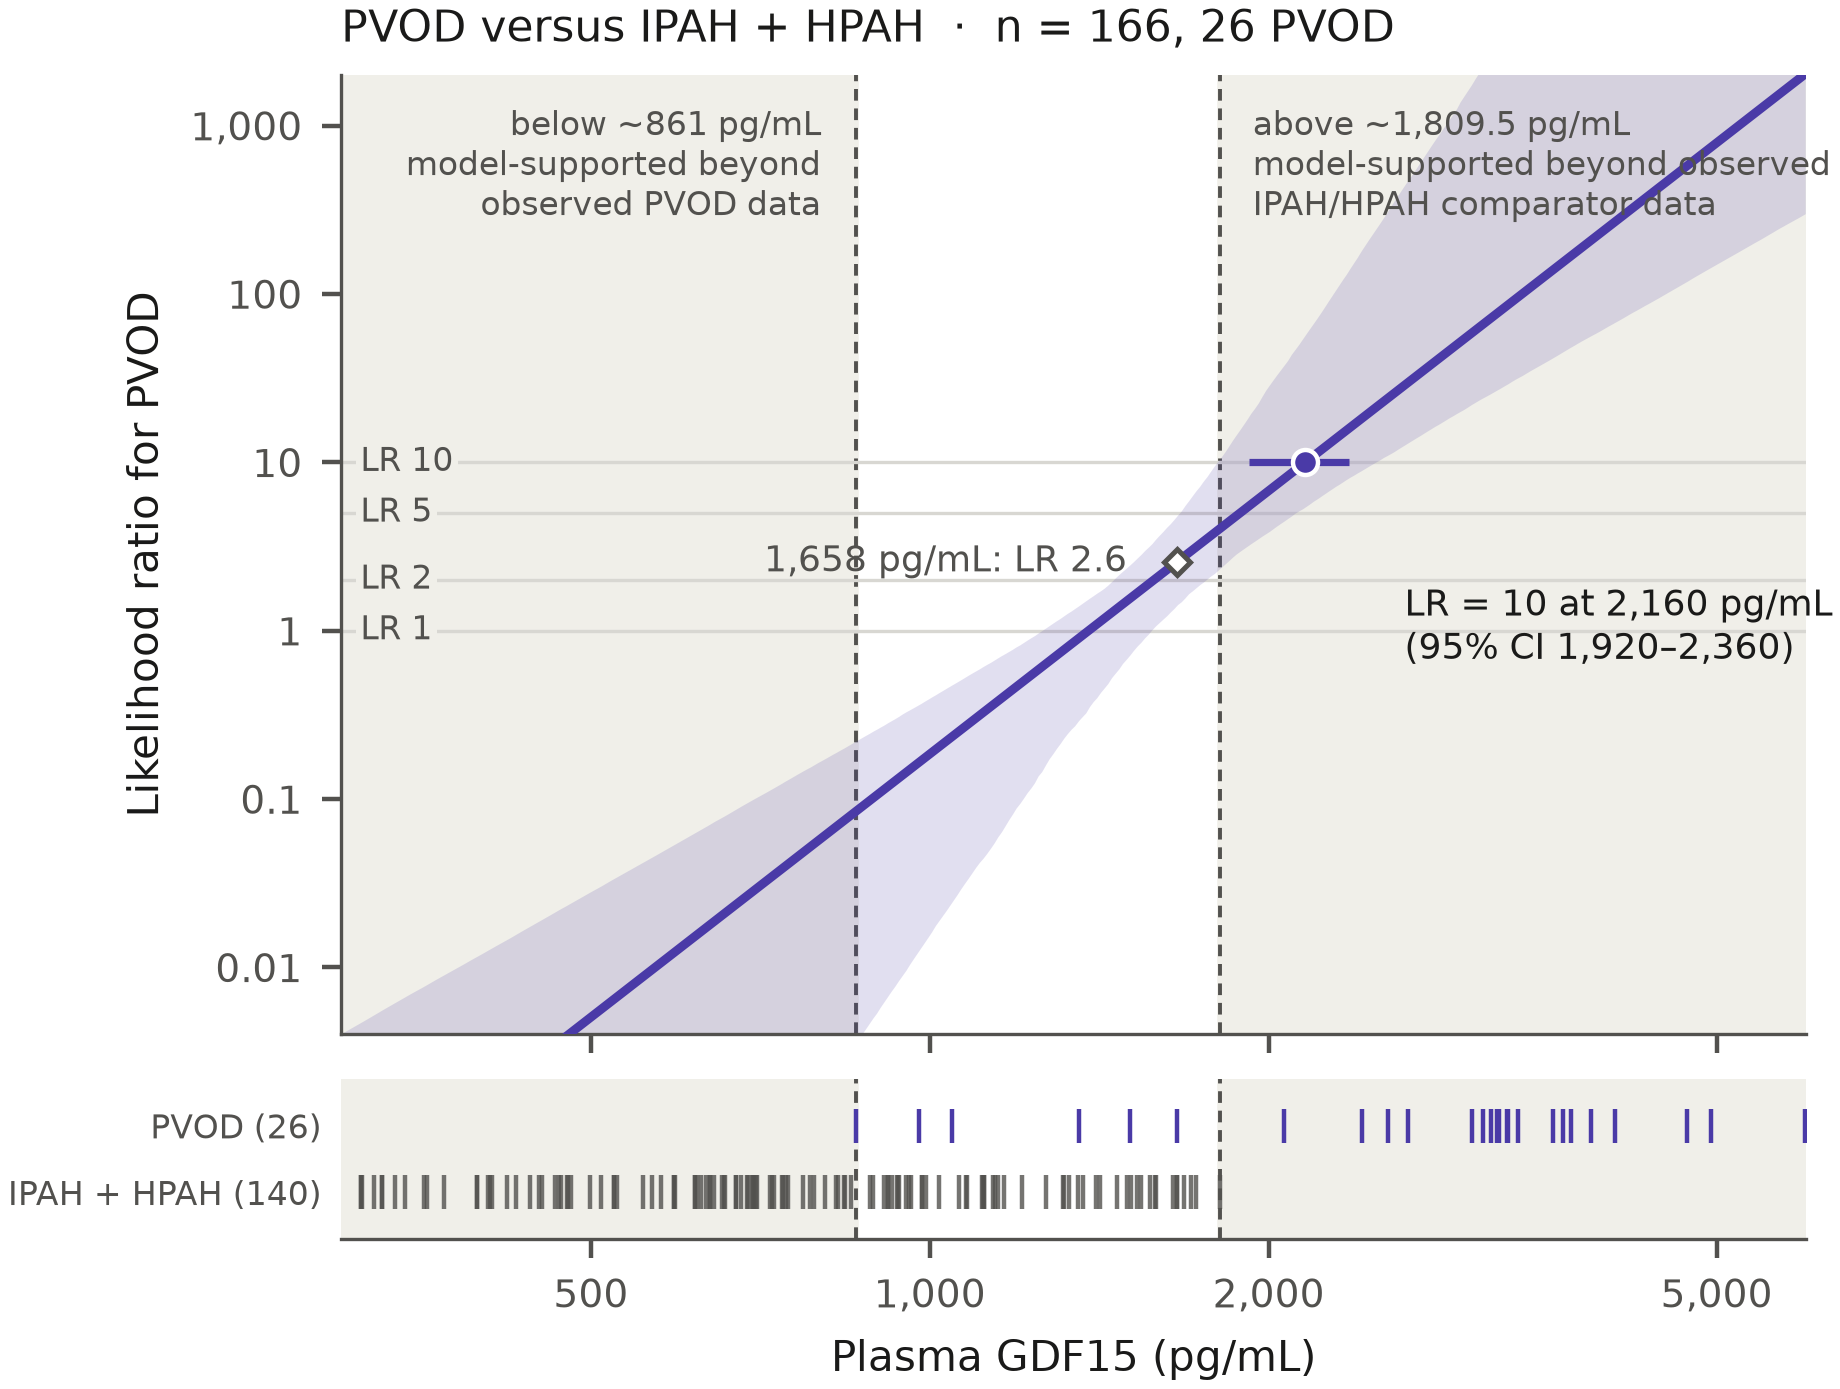 PVOD versus IPAH + HPAH · n = 166, 26 PVOD
below ~861 pg/mL
model-supported beyond
observed PVOD data
above ~1,809.5 pg/mL
model-supported beyond observed
IPAH/HPAH comparator data
Likelihood ratio for PVOD
1,000
100
10
1
0.1
0.01
LR 10
LR 5
LR 2
LR 1
1,658 pg/mL: LR 2.6
LR = 10 at 2,160 pg/mL
(95% CI 1,920–2,360)
PVOD (26)
IPAH + HPAH (140)
500
1,000
2,000
5,000
Plasma GDF15 (pg/mL)